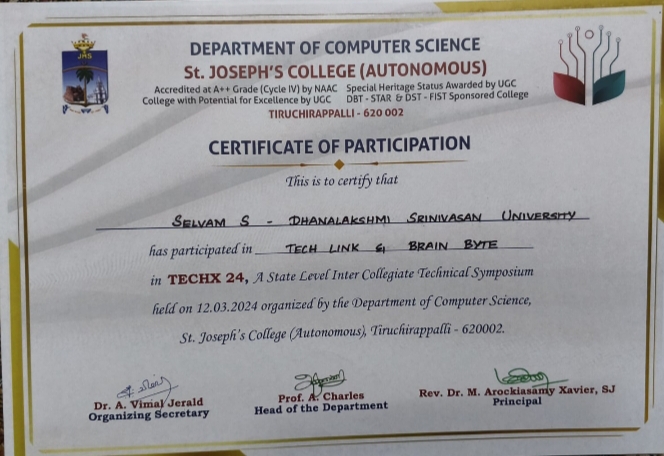 JMS
DEPARTMENT OF COMPUTER SCIENCE
St. JOSEPH'S COLLEGE (AUTONOMOUS)
Accredited at A++ Grade (Cycle IV) by NAAC Special Heritage Status Awarded by UGC
College with Potential for Excellence by UGC DBT - STAR & DST - FIST Sponsored College
TIRUCHIRAPPALLI - 620 002
CERTIFICATE OF PARTICIPATION
This is to certify that
SELVAM S - DHANALAKSHMI SRINIVASAN UNIVERSITY
has participated in TECH LINK & BRAIN BYTE
in TECHX 24, A State Level Inter Collegiate Technical Symposium
held on 12.03.2024 organized by the Department of Computer Science,
St. Joseph's College (Autonomous), Tiruchirappalli - 620002.
Dr. A. Vimal Jerald
Organizing Secretary
Prof. A. Charles
Head of the Department
Rev. Dr. M. Arockiasamy Xavier, SJ
Principal